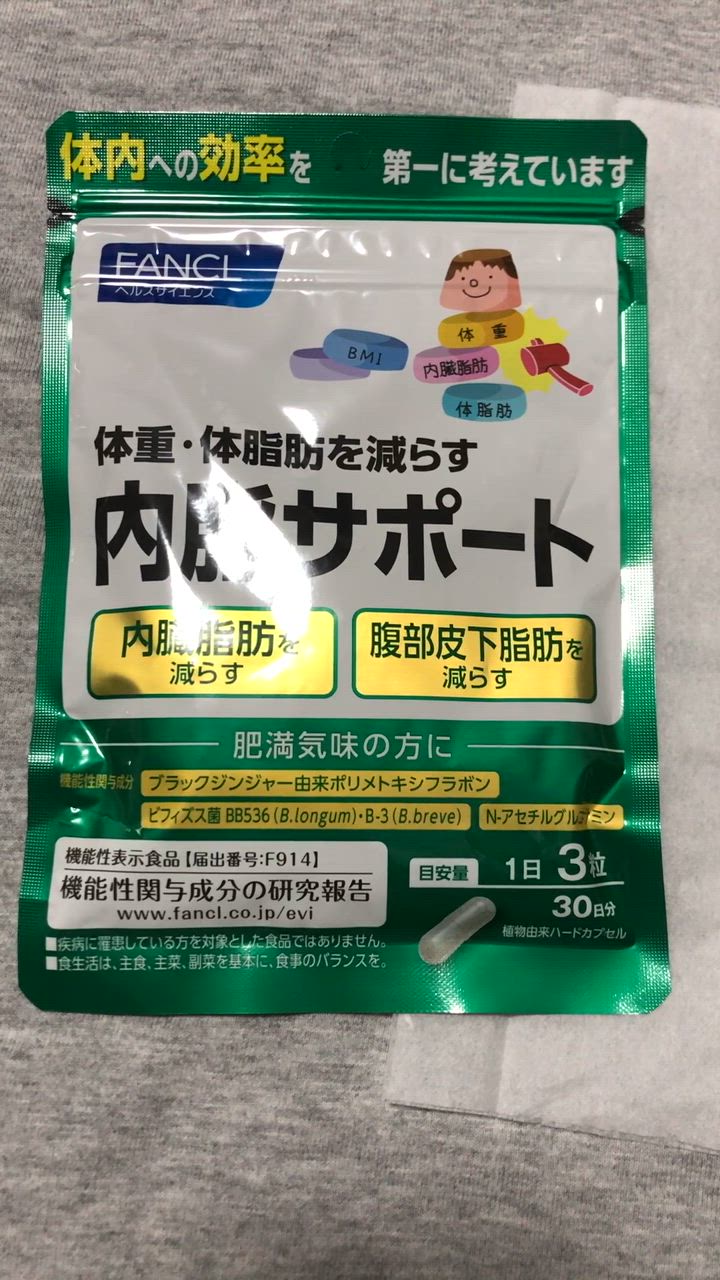 体内への効率を 第一に考えています
FANCL
ヘルスサイエンス
体重
BMI
内臓脂肪
体脂肪
体重・体脂肪を減らす
内脂サポート
内臓脂肪を
減らす
腹部皮下脂肪を
減らす
肥満気味の方に
機能性関与成分 ブラックジンジャー由来ポリメトキシフラボン
ビフィズス菌 BB536 (B.longum)・B-3 (B.breve) N-アセチルグルコサミン
機能性表示食品【届出番号:F914】
機能性関与成分の研究報告
www.fancl.co.jp/evi
目安量 1日 3粒
30日分
植物由来ハードカプセル
■疾病に罹患している方を対象とした食品ではありません。
■食生活は、主食、主菜、副菜を基本に、食事のバランスを。